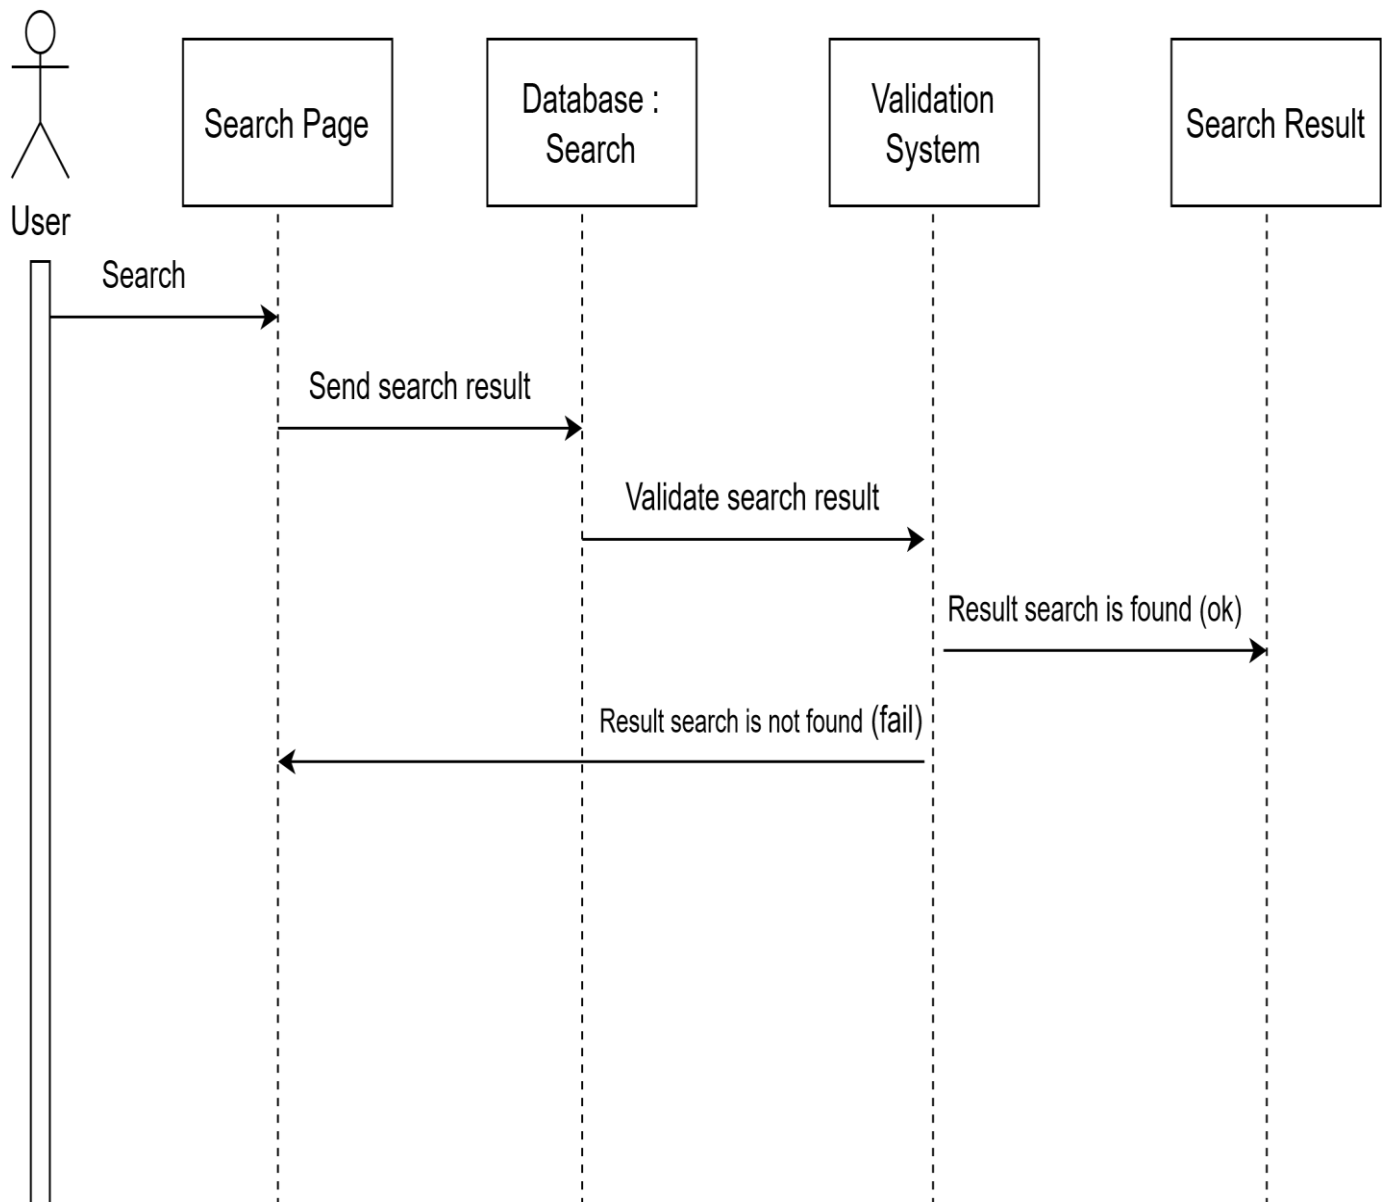 User
Search Page
Database :
Search
Validation
System
Search Result
Search
Send search result
Validate search result
Result search is found (ok)
Result search is not found (fail)